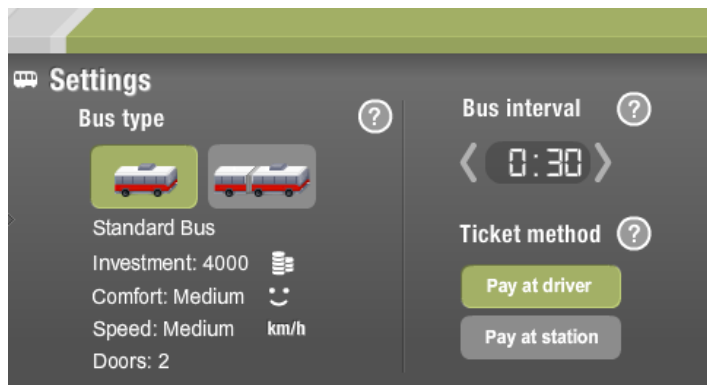 Settings
Bus type ?
Standard Bus
Investment: 4000
Comfort: Medium
Speed: Medium km/h
Doors: 2
Bus interval ?
0:30
Ticket method ?
Pay at driver
Pay at station